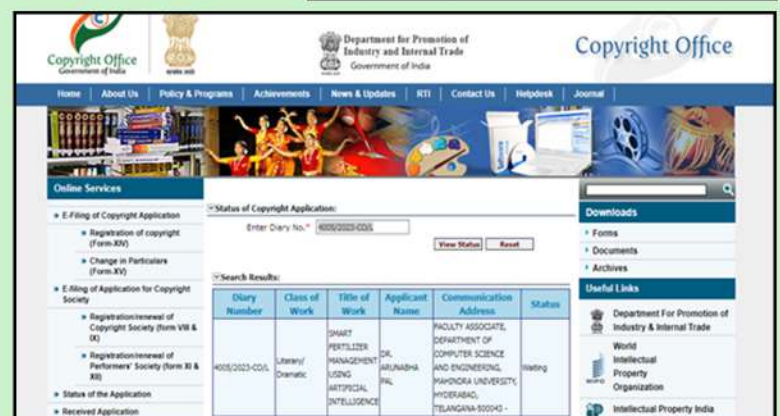 Copyright Office
Government of India
सत्यमेव जयते
Department for Promotion of
Industry and Internal Trade
Government of India
Copyright Office
Home | About Us | Policy & Programs | Achievements | News & Updates | RTI | Contact Us | Helpdesk | Journal
Online Services
E-Filing of Copyright Application
Registration of copyright
(Form-XIV)
Change in Particulars
(Form-XV)
E-filing of Application for Copyright
Society
Registration/renewal of
Copyright Society (form VIII &
IX)
Registration/renewal of
Performers' Society (form XI &
XII)
Status of the Application
Received Application
Status of Copyright Application:
Enter Diary No.* 4005/2023-CO/L
View Status Reset
Search Results:
Diary Number Class of Work Title of Work Applicant Name Communication Address Status
4005/2023-CO/L
Literary/
Dramatic
SMART
FERTILIZER
MANAGEMENT
USING
ARTIFICIAL
INTELLIGENCE
DR.
ARUNABHA
PAL
FACULTY ASSOCIATE,
DEPARTMENT OF
COMPUTER SCIENCE
AND ENGINEERING,
MAHINDRA UNIVERSITY,
HYDERABAD,
TELANGANA-500043 -
Waiting
Downloads
Forms
Documents
Archives
Useful Links
Department For Promotion of
Industry & Internal Trade
World
Intellectual
Property
Organization
WIPO
Intellectual Property India